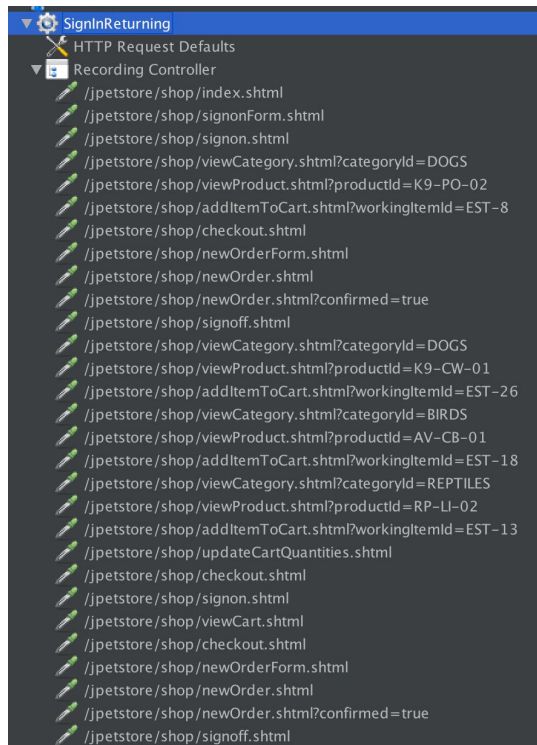 SignInReturning
HTTP Request Defaults
Recording Controller
/jpetstore/shop/index.shtml
/jpetstore/shop/signonForm.shtml
/jpetstore/shop/signon.shtml
/jpetstore/shop/viewCategory.shtml?categoryId=DOGS
/jpetstore/shop/viewProduct.shtml?productId=K9-PO-02
/jpetstore/shop/addItemToCart.shtml?workingItemId=EST-8
/jpetstore/shop/checkout.shtml
/jpetstore/shop/newOrderForm.shtml
/jpetstore/shop/newOrder.shtml
/jpetstore/shop/newOrder.shtml?confirmed=true
/jpetstore/shop/signoff.shtml
/jpetstore/shop/viewCategory.shtml?categoryId=DOGS
/jpetstore/shop/viewProduct.shtml?productId=K9-CW-01
/jpetstore/shop/addItemToCart.shtml?workingItemId=EST-26
/jpetstore/shop/viewCategory.shtml?categoryId=BIRDS
/jpetstore/shop/viewProduct.shtml?productId=AV-CB-01
/jpetstore/shop/addItemToCart.shtml?workingItemId=EST-18
/jpetstore/shop/viewCategory.shtml?categoryId=REPTILES
/jpetstore/shop/viewProduct.shtml?productId=RP-LI-02
/jpetstore/shop/addItemToCart.shtml?workingItemId=EST-13
/jpetstore/shop/updateCartQuantities.shtml
/jpetstore/shop/checkout.shtml
/jpetstore/shop/signon.shtml
/jpetstore/shop/viewCart.shtml
/jpetstore/shop/checkout.shtml
/jpetstore/shop/newOrderForm.shtml
/jpetstore/shop/newOrder.shtml
/jpetstore/shop/newOrder.shtml?confirmed=true
/jpetstore/shop/signoff.shtml